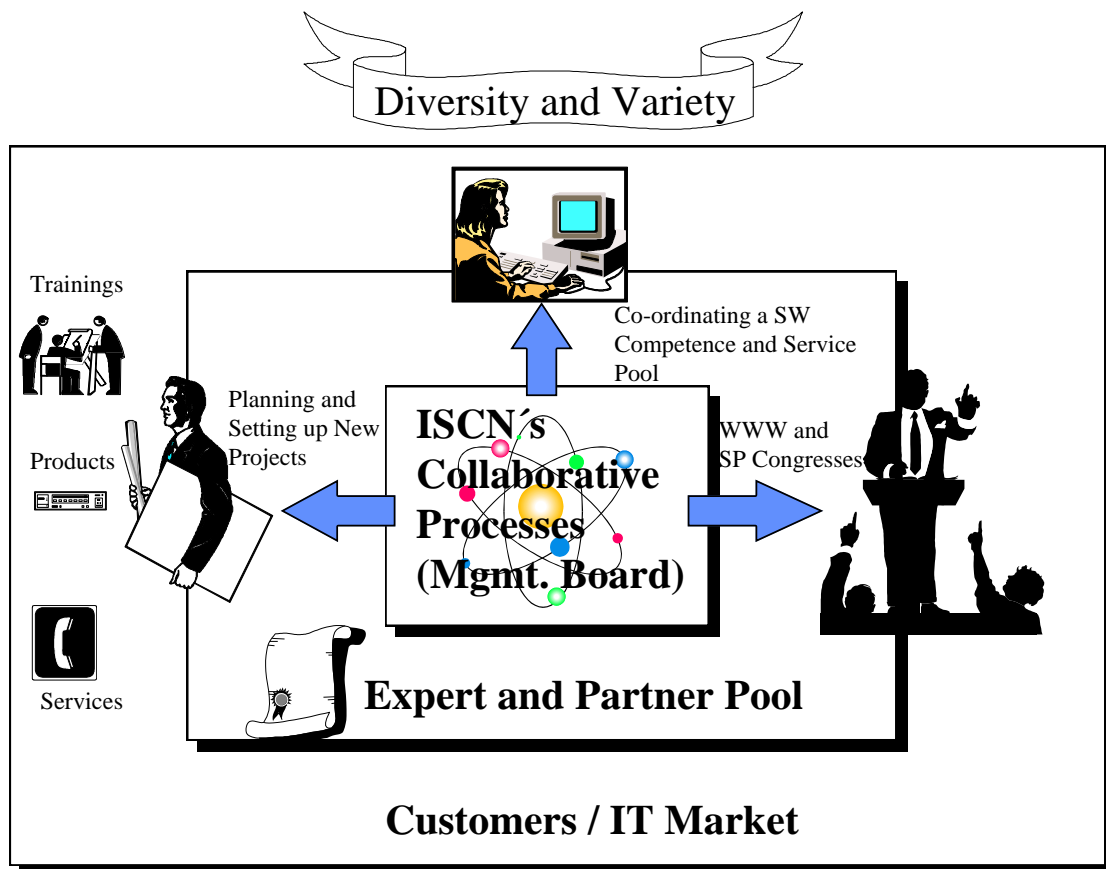 Diversity and Variety
Trainings
Co-ordinating a SW
Competence and Service
Pool
Planning and
Setting up New
Projects
ISCN´s
Collaborative
Processes
(Mgmt. Board)
WWW and
SP Congresses
Products
Services
Expert and Partner Pool
Customers / IT Market